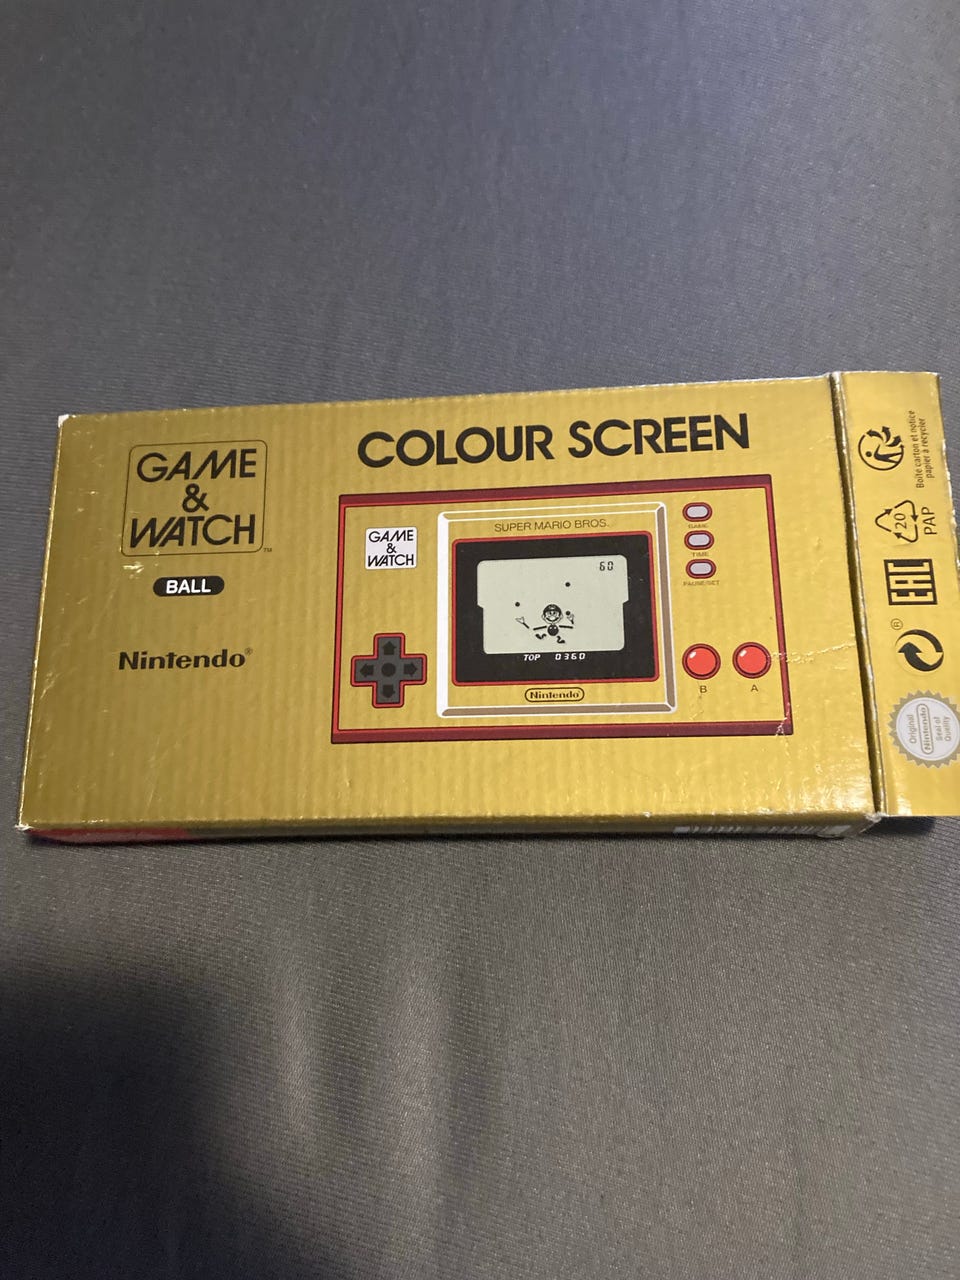 GAME
&
WATCH
TM
BALL
Nintendo®
COLOUR SCREEN
GAME
&
WATCH
SUPER MARIO BROS.
60
TOP 0360
Nintendo
GAME
TIME
PAUSE/SET
B
A
Boîte carton et notice
papier à recycler
20
PAP
EAC
®
Original
Nintendo
Seal of
Quality